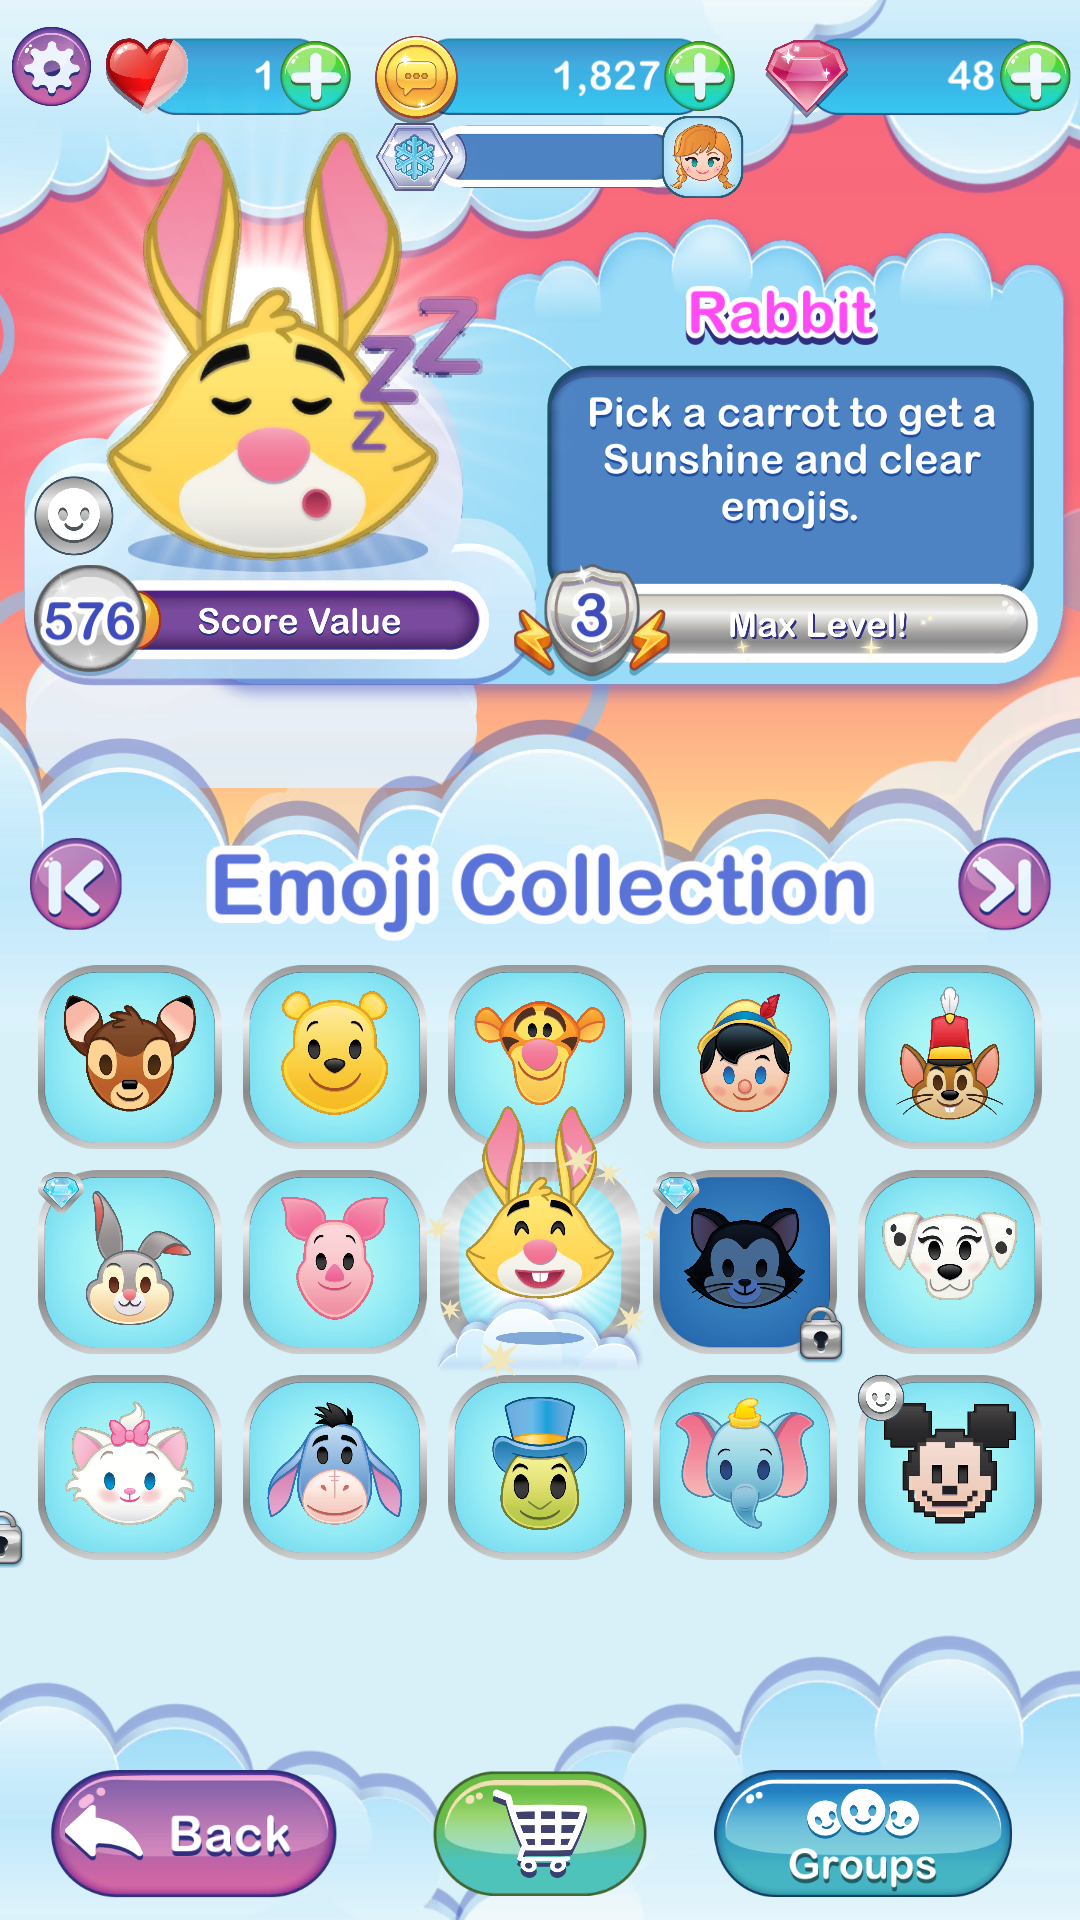 1
1,827
48
Z
Z
Z
Rabbit
Pick a carrot to get a
Sunshine and clear
emojis.
576
Score Value
3
Max Level!
Emoji Collection
Back
Groups